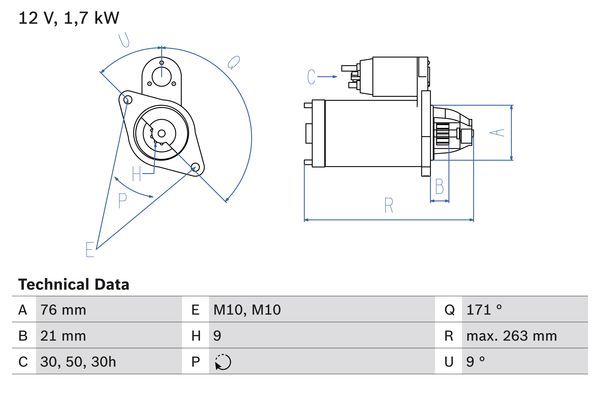 12 V, 1,7 kW
U
Q
C
A
H
B
P
R
E
Technical Data
A 76 mm E M10, M10 Q 171 °
B 21 mm H 9 R max. 263 mm
C 30, 50, 30h P U 9 °